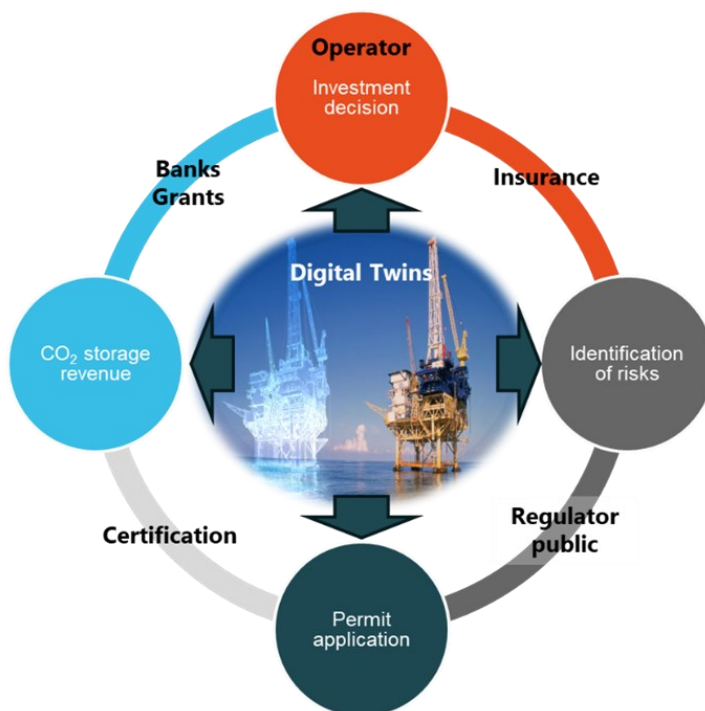 Operator
Investment
decision
Banks
Grants
Insurance
Digital Twins
CO₂ storage
revenue
Identification
of risks
Certification
Regulator
public
Permit
application